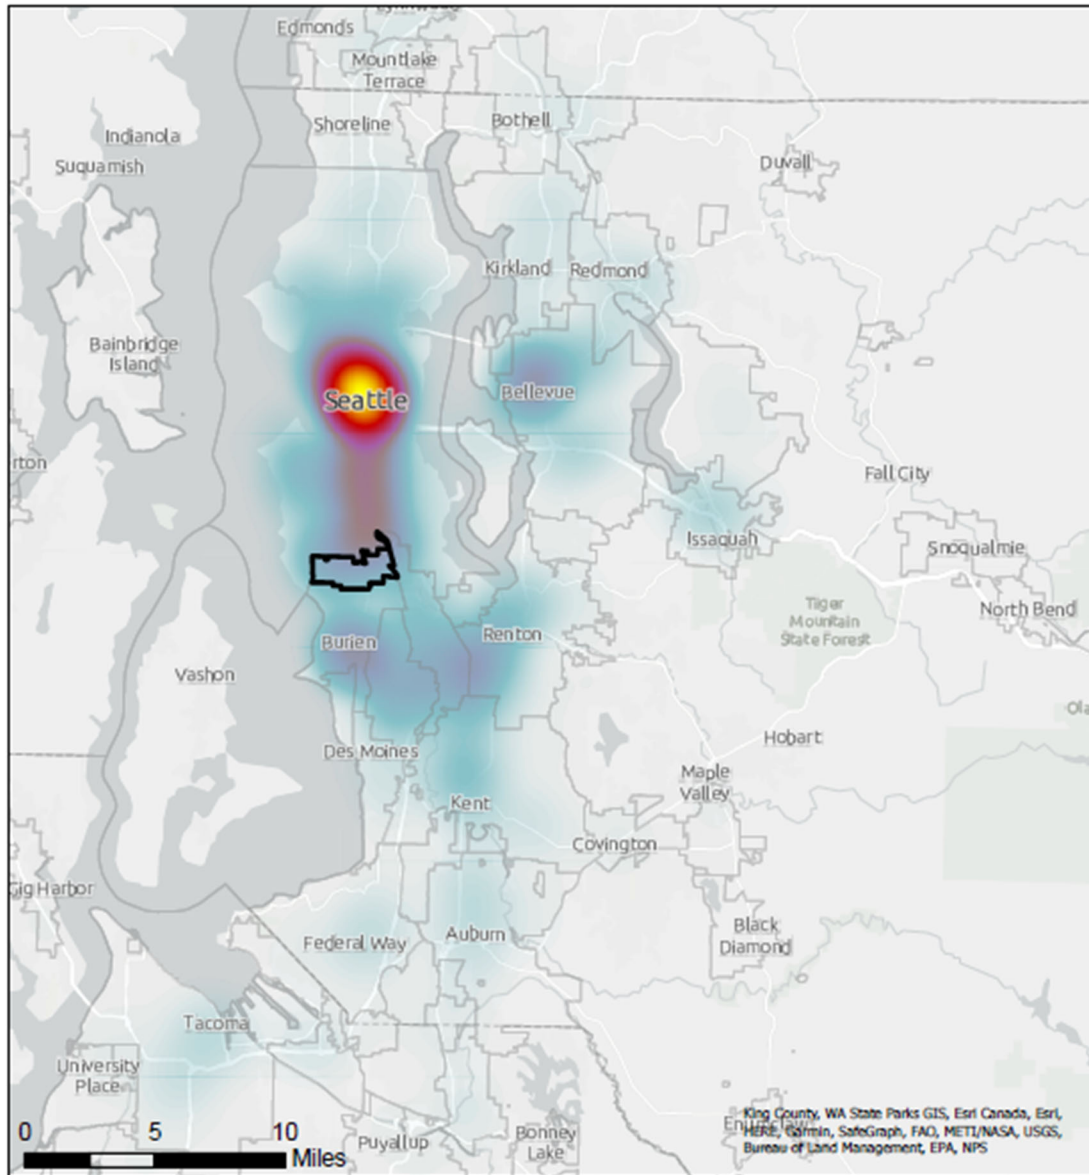 Edmonds
Mountlake
Terrace
Shoreline
Bothell
Indianola
Suquamish
Duvall
Kirkland
Redmond
Bainbridge
Island
Seattle
Bellevue
rton
Fall City
Issaquah
Snoqualmie
North Bend
Tiger
Mountain
State Forest
Burien
Renton
Vashon
Ola
Des Moines
Hobart
Maple
Valley
Kent
Covington
Gig Harbor
Black
Diamond
Federal Way
Auburn
Tacoma
University
Place
Puyallup
Bonney
Lake
0 5 10
Miles
King County, WA State Parks GIS, Esri Canada, Esri,
HERE, Garmin, SafeGraph, FAO, METI/NASA, USGS,
Bureau of Land Management, EPA, NPS